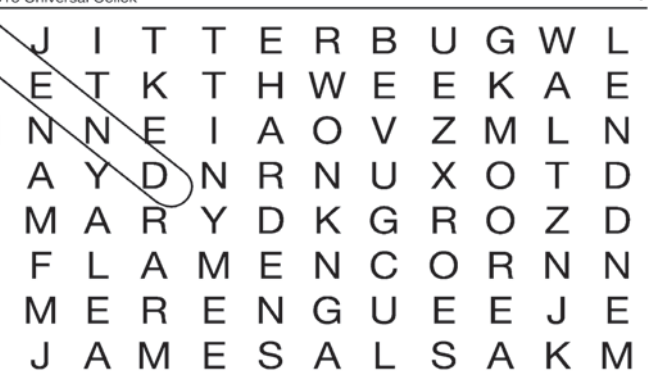 J I T T E R B U G W L
E T K T H W E E K A E
N N E I A O V Z M L N
A Y D N R N U X O T D
M A R Y D K G R O Z D
F L A M E N C O R N N
M E R E N G U E E J E
J A M E S A L S A K M